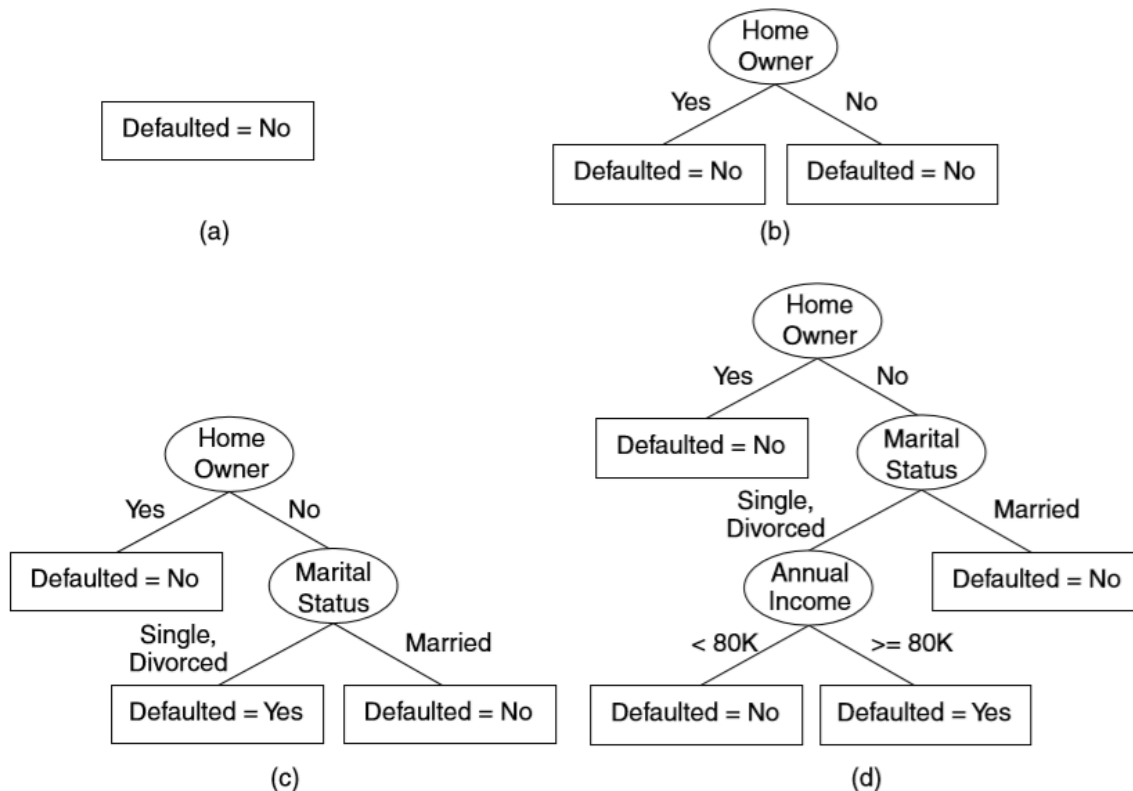 Defaulted = No
(a)
Home
Owner
Yes
No
Defaulted = No
Defaulted = No
(b)
Home
Owner
Yes
No
Defaulted = No
Marital
Status
Single,
Divorced
Married
Defaulted = Yes
Defaulted = No
(c)
Home
Owner
Yes
No
Defaulted = No
Marital
Status
Single,
Divorced
Married
Annual
Income
Defaulted = No
< 80K
>= 80K
Defaulted = No
Defaulted = Yes
(d)